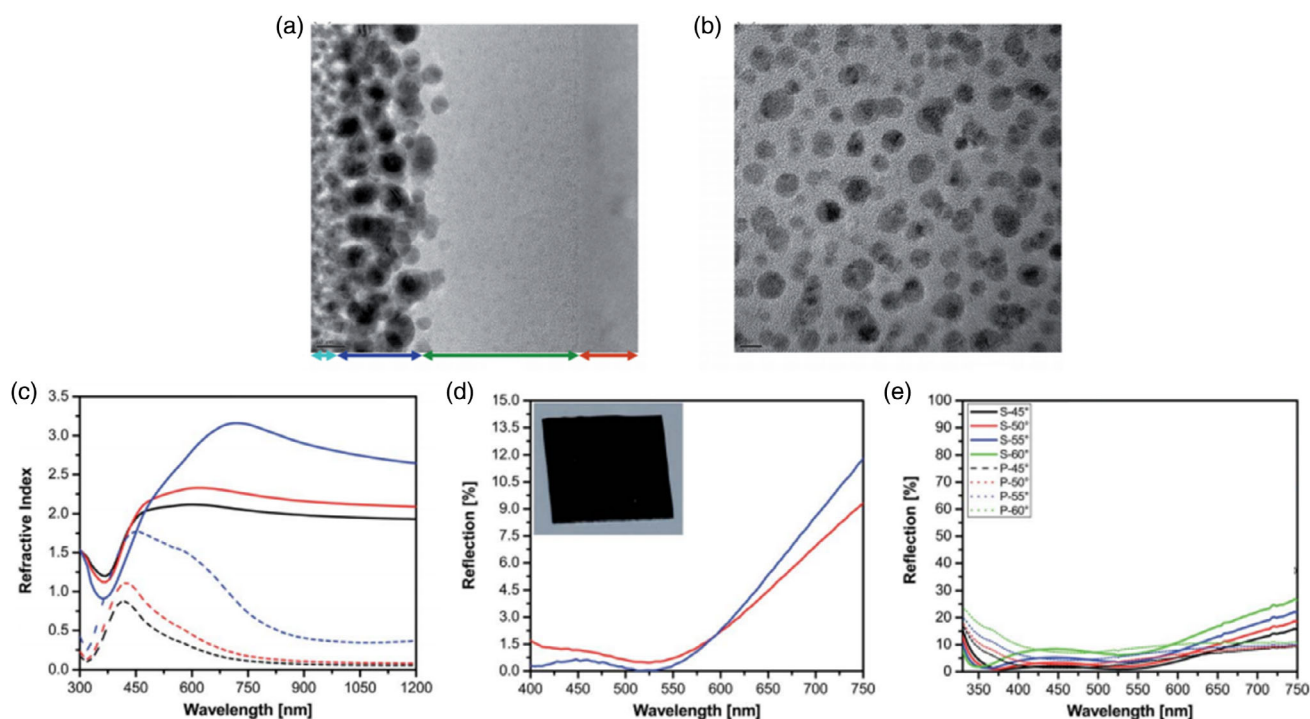 (a)
(b)
(c)
3.5
3.0
2.5
2.0
1.5
1.0
0.5
0.0
Refractive Index
300 450 600 750 900 1050 1200
Wavelength [nm]
(d)
15.0
13.5
12.0
10.5
9.0
7.5
6.0
4.5
3.0
1.5
0.0
Reflection [%]
400 450 500 550 600 650 700 750
Wavelength [nm]
(e)
100
90
80
70
60
50
40
30
20
10
0
Reflection [%]
S-45°
S-50°
S-55°
S-60°
P-45°
P-50°
P-55°
P-60°
350 400 450 500 550 600 650 700 750
Wavelength [nm]